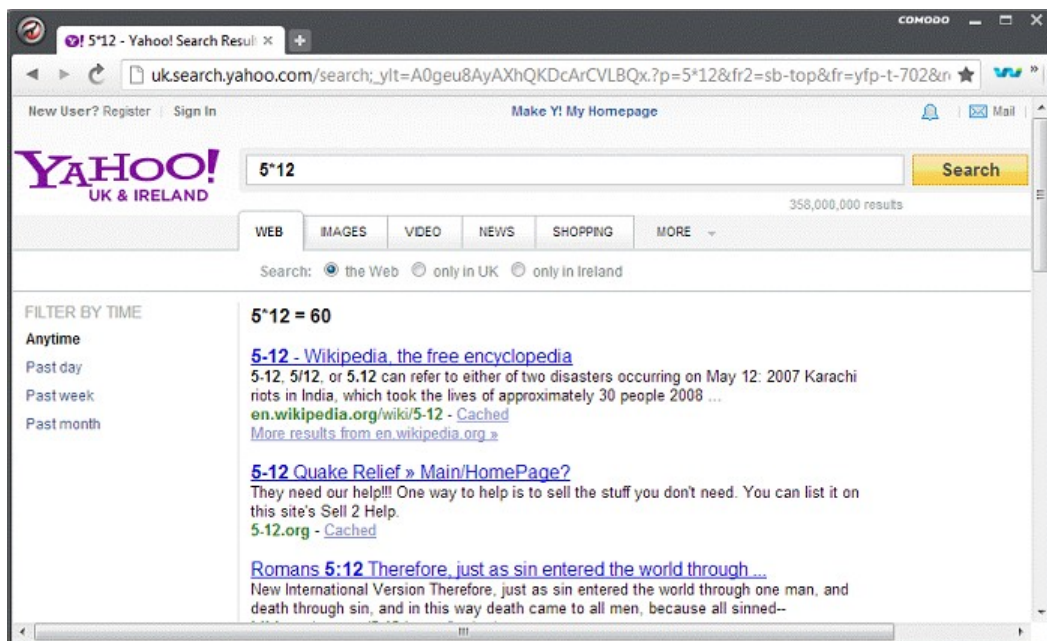 COMODO
Y! 5*12 - Yahoo! Search Resul
uk.search.yahoo.com/search;_ylt=A0geu8AyAXhQKDcArCVLBQx.?p=5*12&fr2=sb-top&fr=yfp-t-702&
New User? Register Sign In Make Y! My Homepage Mail
YAHOO!
UK & IRELAND
5*12 Search
358,000,000 results
WEB IMAGES VIDEO NEWS SHOPPING MORE
Search: the Web only in UK only in Ireland
FILTER BY TIME
Anytime
Past day
Past week
Past month
5*12 = 60
5-12 - Wikipedia, the free encyclopedia
5-12, 5/12, or 5.12 can refer to either of two disasters occurring on May 12: 2007 Karachi
riots in India, which took the lives of approximately 30 people 2008 ...
en.wikipedia.org/wiki/5-12 - Cached
More results from en.wikipedia.org »
5-12 Quake Relief » Main/HomePage?
They need our help!!! One way to help is to sell the stuff you don't need. You can list it on
this site's Sell 2 Help.
5-12.org - Cached
Romans 5:12 Therefore, just as sin entered the world through ...
New International Version Therefore, just as sin entered the world through one man, and
death through sin, and in this way death came to all men, because all sinned--